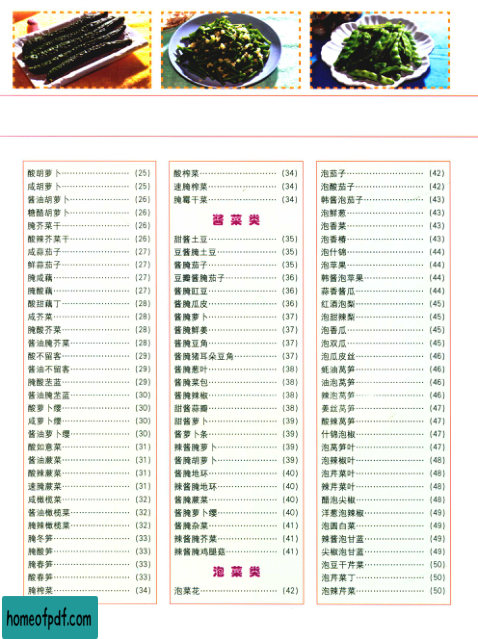 酸胡萝卜 (25)
咸胡萝卜 (25)
酱油胡萝卜 (26)
糖醋胡萝卜 (26)
腌芥菜干 (26)
酸辣芥菜干 (26)
咸蒜茄子 (27)
鲜蒜茄子 (27)
腌咸藕 (27)
腌酸藕 (27)
酸甜藕丁 (28)
咸芥菜 (28)
腌酸芥菜 (28)
酱油腌芥菜 (28)
酸不留客 (29)
酱油不留客 (29)
腌酸苤蓝 (29)
酱油腌苤蓝 (30)
酸萝卜缨 (30)
咸萝卜缨 (30)
酱油萝卜缨 (30)
酸如意菜 (31)
酱油蕨菜 (31)
酸辣蕨菜 (31)
速腌蕨菜 (31)
咸橄榄菜 (32)
酱油橄榄菜 (32)
腌辣橄榄菜 (32)
腌冬笋 (33)
腌酸笋 (33)
腌春笋 (33)
酸春笋 (33)
腌榨菜 (34)
酸榨菜 (34)
速腌榨菜 (34)
腌霉干菜 (34)
酱菜类
甜酱土豆 (35)
豆酱腌土豆 (35)
酱腌茄子 (35)
豆瓣酱腌茄子 (36)
酱腌豇豆 (36)
酱腌瓜皮 (36)
酱腌萝卜 (36)
酱腌鲜姜 (37)
酱腌豆角 (37)
酱腌猪耳朵豆角 (37)
酱腌葱叶 (38)
酱腌菜包 (38)
酱腌辣椒 (38)
甜酱蒜瓣 (38)
甜酱萝卜 (39)
酱萝卜条 (39)
辣酱腌萝卜 (39)
酱腌胡萝卜 (39)
酱腌地环 (40)
辣酱腌地环 (40)
酱腌蕨菜 (40)
酱腌萝卜缨 (40)
酱腌杂菜 (41)
辣酱腌芥菜 (41)
辣酱腌鸡腿菇 (41)
泡菜类
泡菜花 (42)
泡茄子 (42)
泡酸茄子 (42)
韩酱泡茄子 (43)
泡鲜葱 (43)
泡香菜 (43)
泡香椿 (43)
泡什锦 (44)
泡苹果 (44)
韩酱泡苹果 (44)
蒜香酱瓜 (44)
红酒泡梨 (45)
泡甜辣梨 (45)
泡香瓜 (45)
泡双瓜 (45)
泡瓜皮丝 (46)
蚝油莴笋 (46)
油泡莴笋 (46)
辣泡莴笋 (46)
姜丝莴笋 (47)
酸辣莴笋 (47)
什锦泡椒 (47)
泡莴笋叶 (47)
泡辣椒叶 (48)
泡芹菜叶 (48)
辣芹菜叶 (48)
醋泡尖椒 (48)
洋葱泡辣椒 (49)
泡圆白菜 (49)
辣酱泡甘蓝 (49)
尖椒泡甘蓝 (49)
泡豆干芹菜 (50)
泡芹菜丁 (50)
泡辣芹菜 (50)
homeofpdf.com